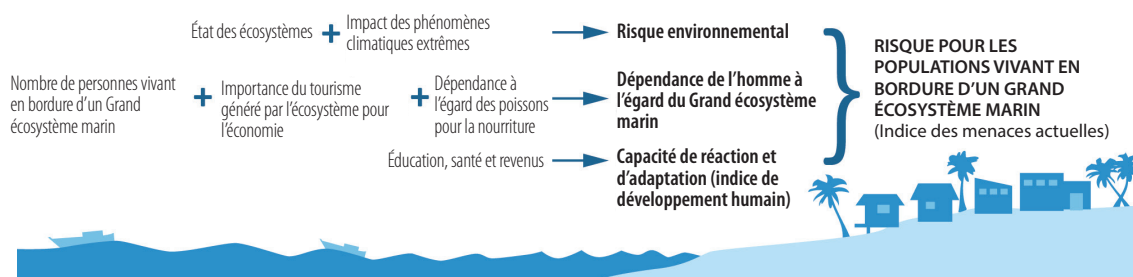 État des écosystèmes + Impact des phénomènes
climatiques extrêmes
Risque environnemental
Nombre de personnes vivant
en bordure d'un Grand
écosystème marin
+
Importance du tourisme
généré par l'écosystème pour
l'économie
+
Dépendance à
l'égard des poissons
pour la nourriture
Dépendance de l'homme à
l'égard du Grand écosystème
marin
Éducation, santé et revenus
Capacité de réaction et
d'adaptation (indice de
développement humain)
}
RISQUE POUR LES
POPULATIONS VIVANT EN
BORDURE D'UN GRAND
ÉCOSYSTÈME MARIN
(Indice des menaces actuelles)